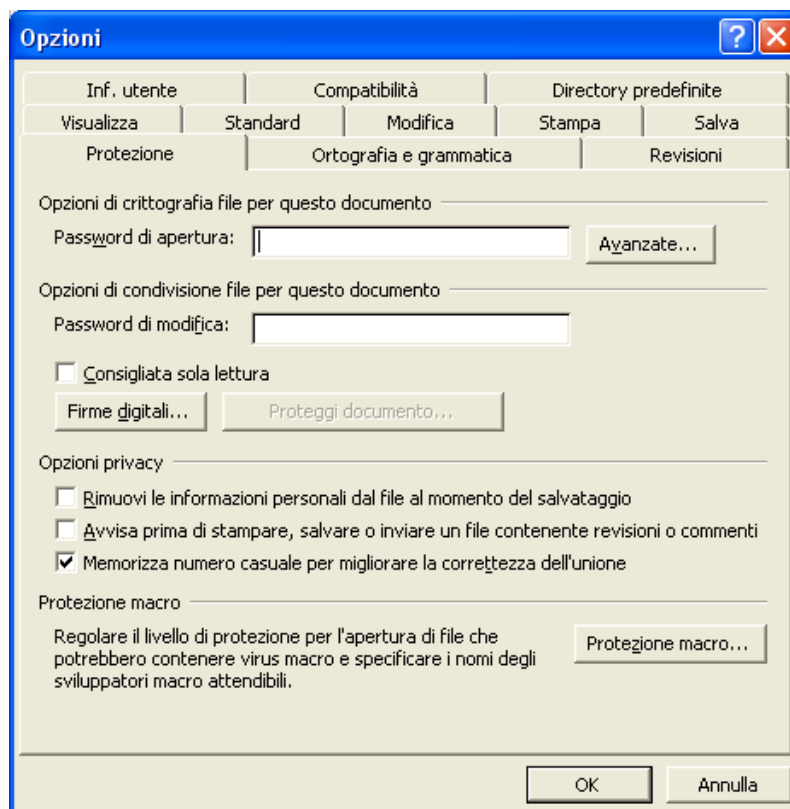 Opzioni
Inf. utente Compatibilità Directory predefinite
Visualizza Standard Modifica Stampa Salva
Protezione Ortografia e grammatica Revisioni
Opzioni di crittografia file per questo documento
Password di apertura: Avanzate...
Opzioni di condivisione file per questo documento
Password di modifica:
Consigliata sola lettura
Firme digitali... Proteggi documento...
Opzioni privacy
Rimuovi le informazioni personali dal file al momento del salvataggio
Avvisa prima di stampare, salvare o inviare un file contenente revisioni o commenti
Memorizza numero casuale per migliorare la correttezza dell'unione
Protezione macro
Regolare il livello di protezione per l'apertura di file che
potrebbero contenere virus macro e specificare i nomi degli
sviluppatori macro attendibili.
Protezione macro...
OK Annulla